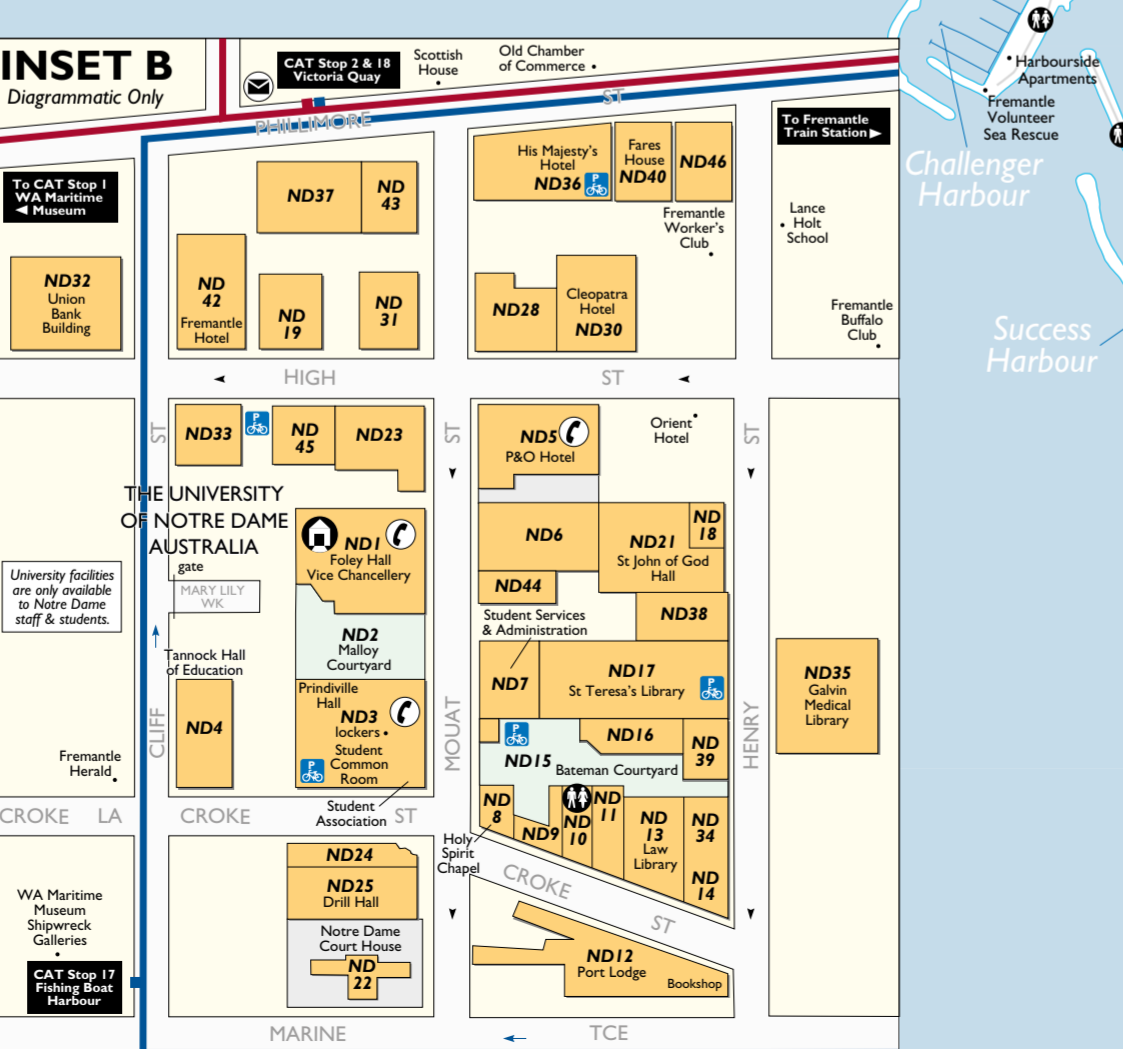 INSET B
Diagrammatic Only
CAT Stop 2 & 18
Victoria Quay
Scottish
House
Old Chamber
of Commerce
Harbourside
Apartments
Fremantle
Volunteer
Sea Rescue
Challenger
Harbour
Success
Harbour
PHILLIMORE
ST
To Fremantle
Train Station
To CAT Stop 1
WA Maritime
Museum
ND32
Union
Bank
Building
ND37
ND
43
ND
42
Fremantle
Hotel
ND
19
ND
31
His Majesty's
Hotel
ND36
P
Fares
House
ND40
ND46
Fremantle
Worker's
Club
ND28
Cleopatra
Hotel
ND30
Lance
Holt
School
Fremantle
Buffalo
Club
HIGH
ST
ST
ST
ST
ND33
P
ND
45
ND23
ND5
P&O Hotel
Orient
Hotel
THE UNIVERSITY
OF NOTRE DAME
AUSTRALIA
gate
MARY LILY
WK
University facilities
are only available
to Notre Dame
staff & students.
ND1
Foley Hall
Vice Chancellery
ND2
Malloy
Courtyard
Prindiville
Hall
ND3
lockers
Student
Common
Room
P
Student
Association
Tannock Hall
of Education
ND4
CLIFF
Fremantle
Herald
ND6
ND21
St John of God
Hall
ND
18
ND44
ND38
Student Services
& Administration
ND7
ND17
St Teresa's Library
P
P
ND16
ND
39
ND15
Bateman Courtyard
MOUAT
HENRY
ND35
Galvin
Medical
Library
ND
8
ND9
ND
10
ND
11
ND
13
Law
Library
ND
34
ND
14
Holy
Spirit
Chapel
CROKE
LA
CROKE
ST
CROKE
ST
ND24
ND25
Drill Hall
Notre Dame
Court House
ND
22
WA Maritime
Museum
Shipwreck
Galleries
CAT Stop 17
Fishing Boat
Harbour
ND12
Port Lodge
Bookshop
MARINE
TCE